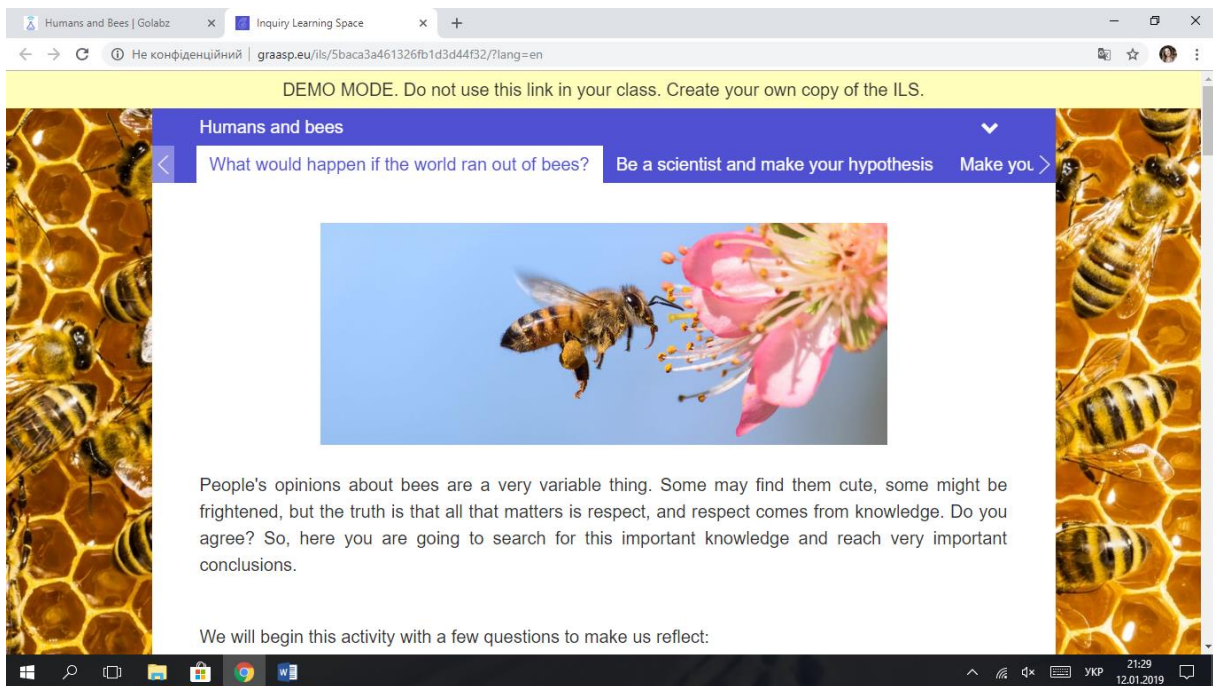 Humans and Bees | Golabz
Inquiry Learning Space
Не конфіденційний | graasp.eu/ils/5baca3a461326fb1d3d44f32/?lang=en
DEMO MODE. Do not use this link in your class. Create your own copy of the ILS.
Humans and bees
What would happen if the world ran out of bees? Be a scientist and make your hypothesis Make you
People's opinions about bees are a very variable thing. Some may find them cute, some might be
frightened, but the truth is that all that matters is respect, and respect comes from knowledge. Do you
agree? So, here you are going to search for this important knowledge and reach very important
conclusions.
We will begin this activity with a few questions to make us reflect:
УКР
21:29
12.01.2019